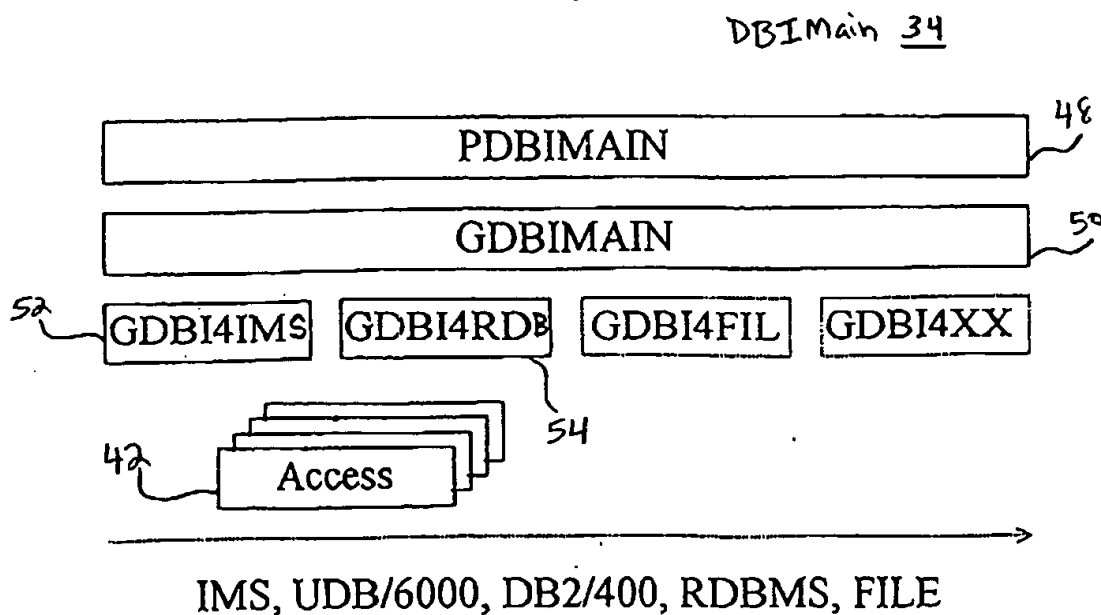 DBIMain 34
48
PDBIMAIN
50
GDBIMAIN
52
GDBI4IMS GDBI4RDB GDBI4FIL GDBI4XX
54
42
Access
IMS, UDB/6000, DB2/400, RDBMS, FILE